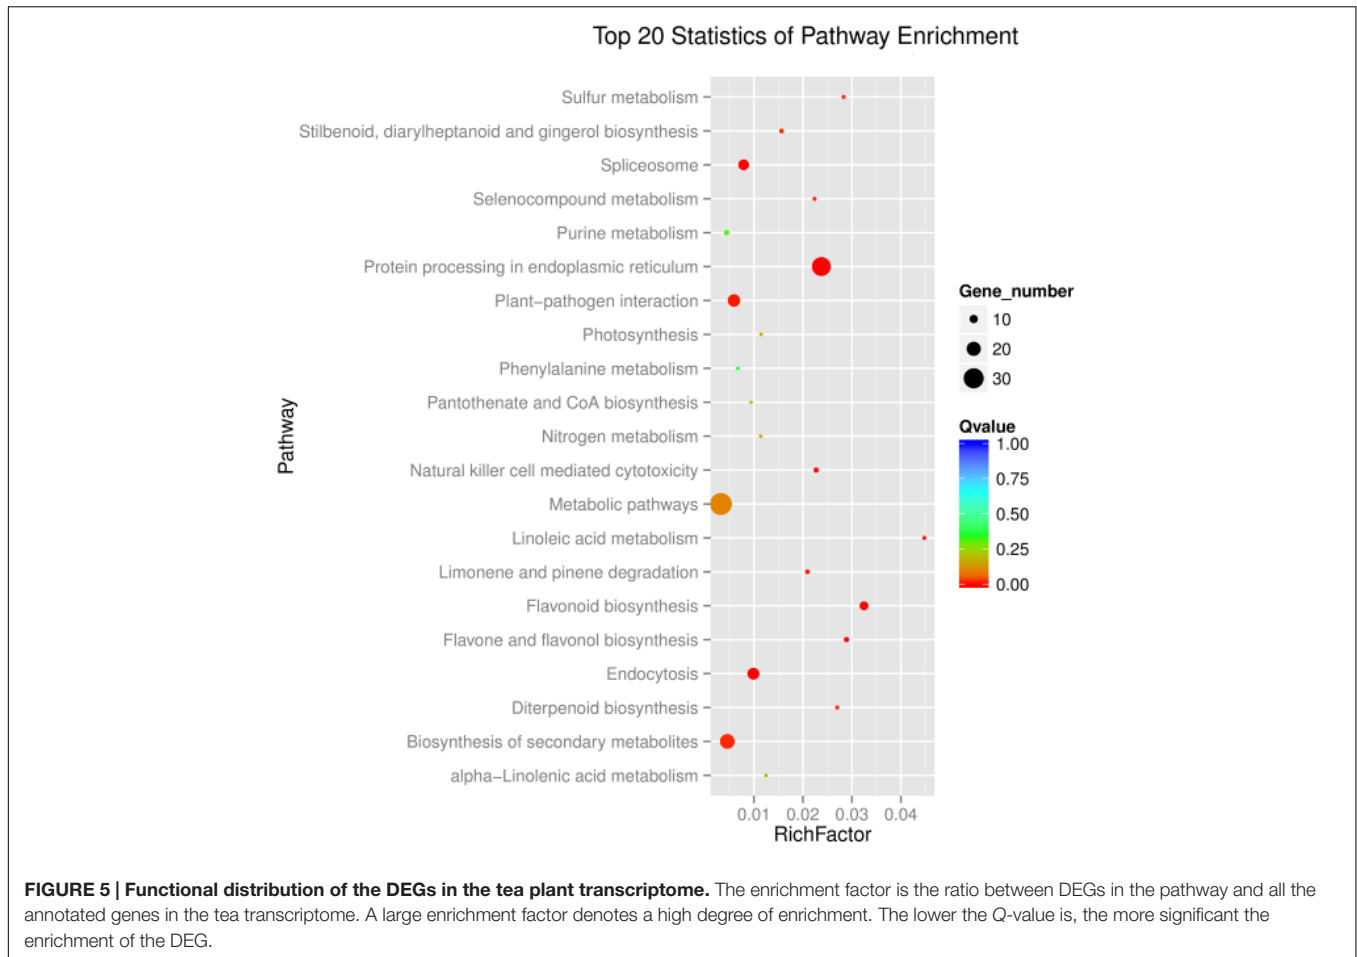 Top 20 Statistics of Pathway Enrichment
Sulfur metabolism
Stilbenoid, diarylheptanoid and gingerol biosynthesis
Spliceosome
Selenocompound metabolism
Purine metabolism
Protein processing in endoplasmic reticulum
Plant−pathogen interaction
Photosynthesis
Phenylalanine metabolism
Pantothenate and CoA biosynthesis
Nitrogen metabolism
Natural killer cell mediated cytotoxicity
Metabolic pathways
Linoleic acid metabolism
Limonene and pinene degradation
Flavonoid biosynthesis
Flavone and flavonol biosynthesis
Endocytosis
Diterpenoid biosynthesis
Biosynthesis of secondary metabolites
alpha−Linolenic acid metabolism
Pathway
0.01 0.02 0.03 0.04
RichFactor
Gene_number
10
20
30
Qvalue
1.00
0.75
0.50
0.25
0.00
FIGURE 5 | Functional distribution of the DEGs in the tea plant transcriptome. The enrichment factor is the ratio between DEGs in the pathway and all the
annotated genes in the tea transcriptome. A large enrichment factor denotes a high degree of enrichment. The lower the Q-value is, the more significant the
enrichment of the DEG.